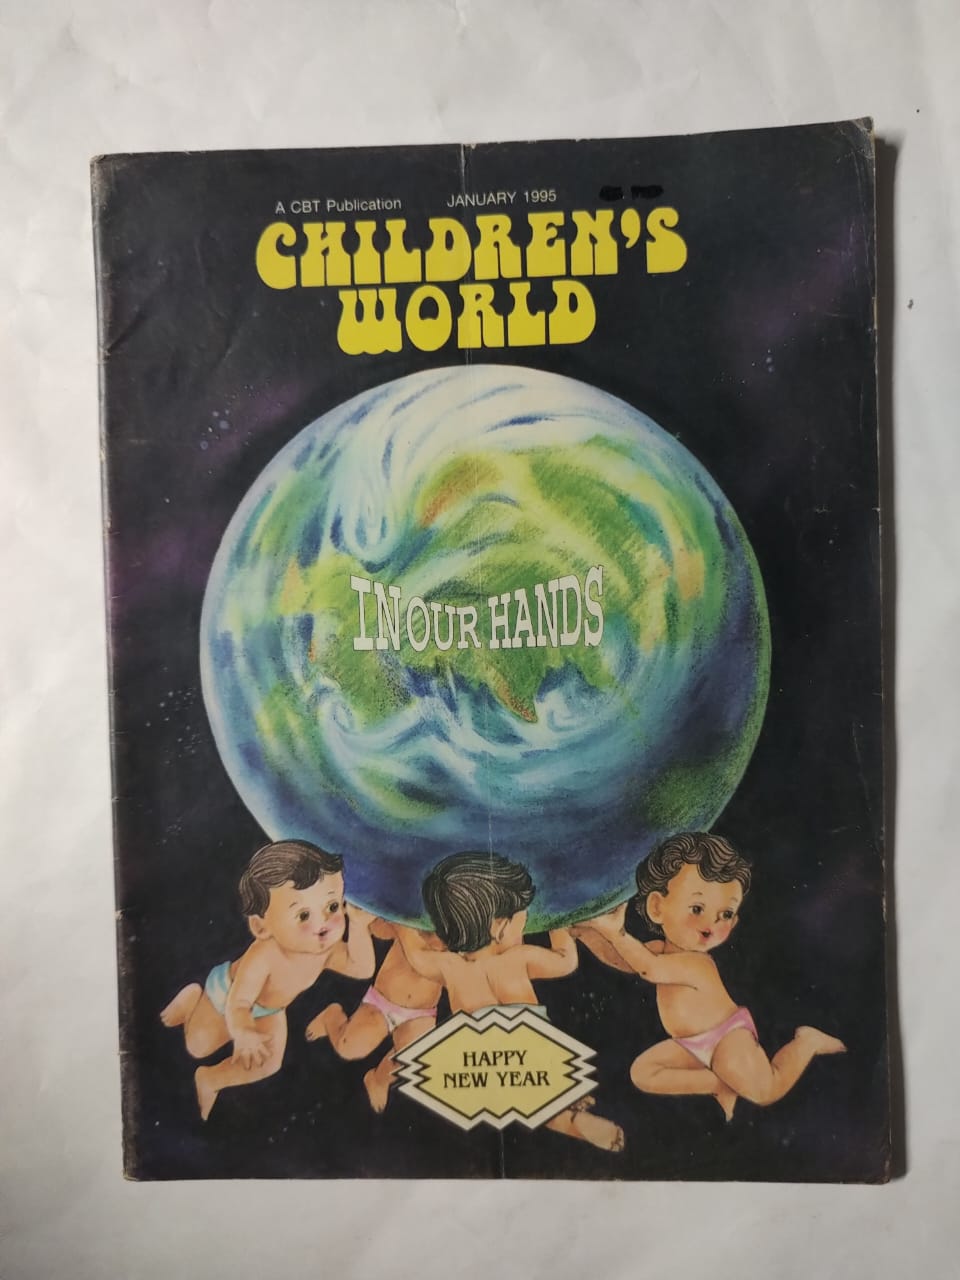 A CBT Publication JANUARY 1995
CHILDREN'S
WORLD
IN OUR HANDS
HAPPY
NEW YEAR